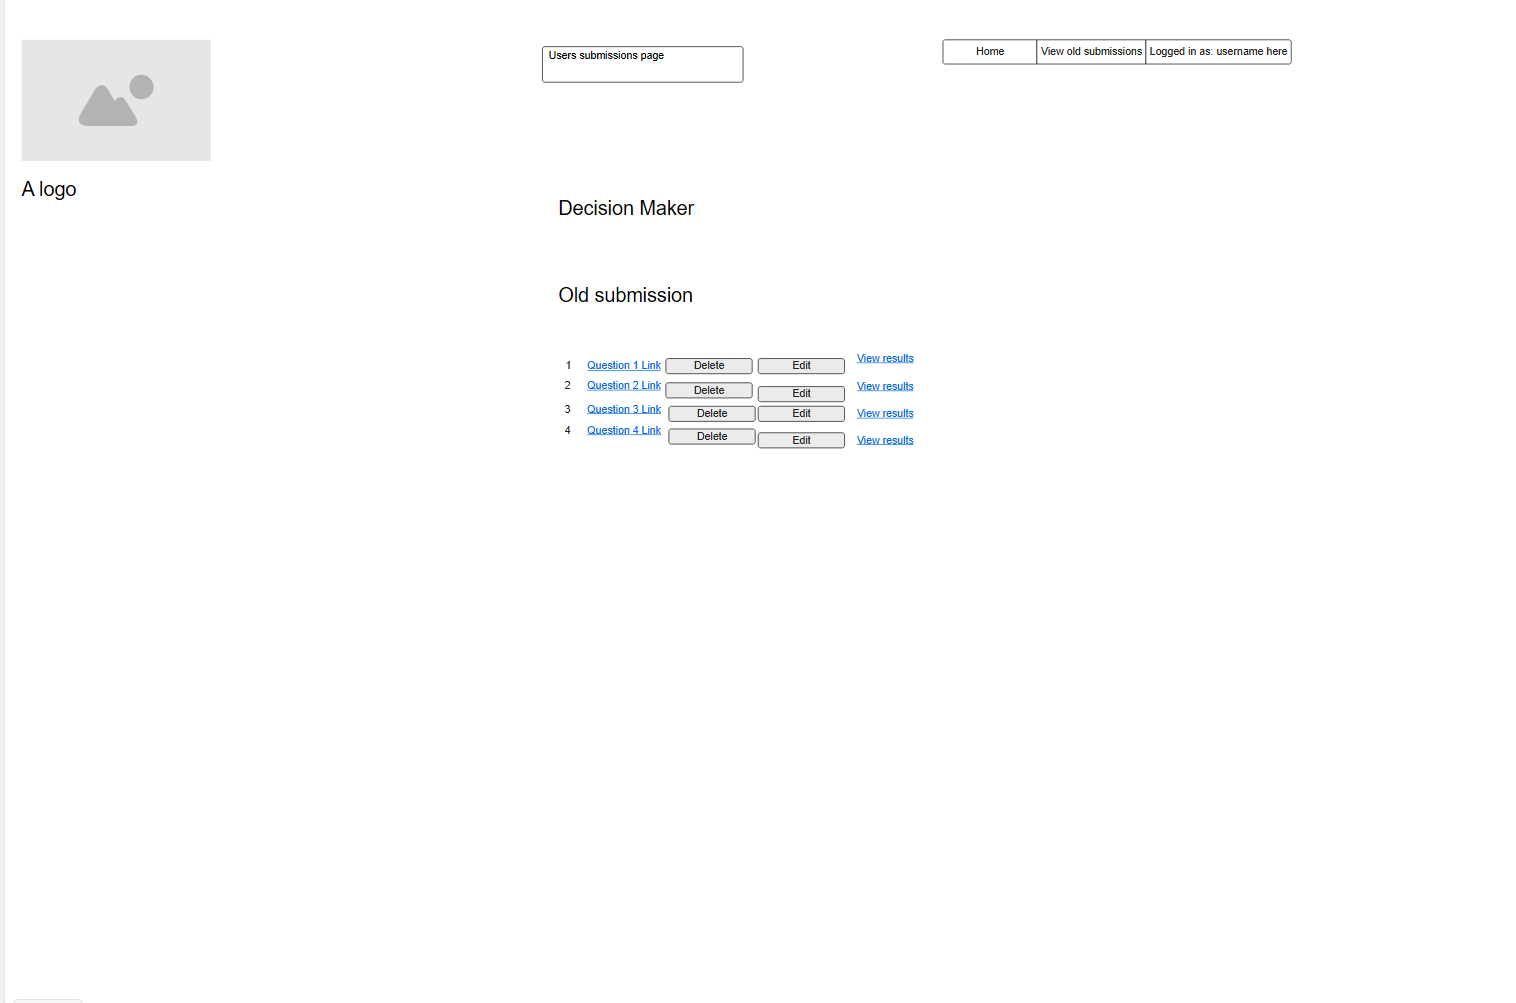 Users submissions page
Home View old submissions Logged in as: username here
A logo
Decision Maker
Old submission
1 Question 1 Link Delete Edit View results
2 Question 2 Link Delete Edit View results
3 Question 3 Link Delete Edit View results
4 Question 4 Link Delete Edit View results